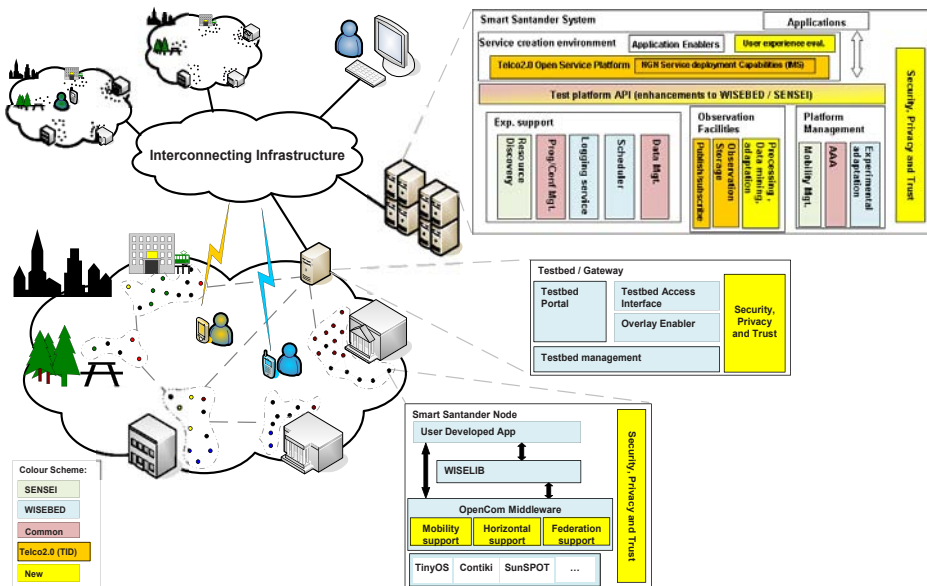 Smart Santander System
Applications
Service creation environment
Application Enablers
User experience eval.
Telco2.0 Open Service Platform
NGN Service deployment Capabilities (IMS)
Test platform API (enhancements to WISEBED / SENSEI)
Security, Privacy and Trust
Exp. support
Resource
Discovery
Prog/Conf Mgt.
Logging service
Scheduler
Data Mgt.
Observation
Facilities
Publish/subscribe
Observation
Storage
Processing ,
Data mining,
adaptation
Platform
Management
Mobility Mgt.
AAA
Experimental
adaptation
Interconnecting Infrastructure
Testbed / Gateway
Testbed
Portal
Testbed Access
Interface
Overlay Enabler
Testbed management
Security,
Privacy
and Trust
Smart Santander Node
User Developed App
WISELIB
OpenCom Middleware
Mobility
support
Horizontal
support
Federation
support
TinyOS
Contiki
SunSPOT
...
Security, Privacy and Trust
Colour Scheme:
SENSEI
WISEBED
Common
Telco2.0 (TID)
New